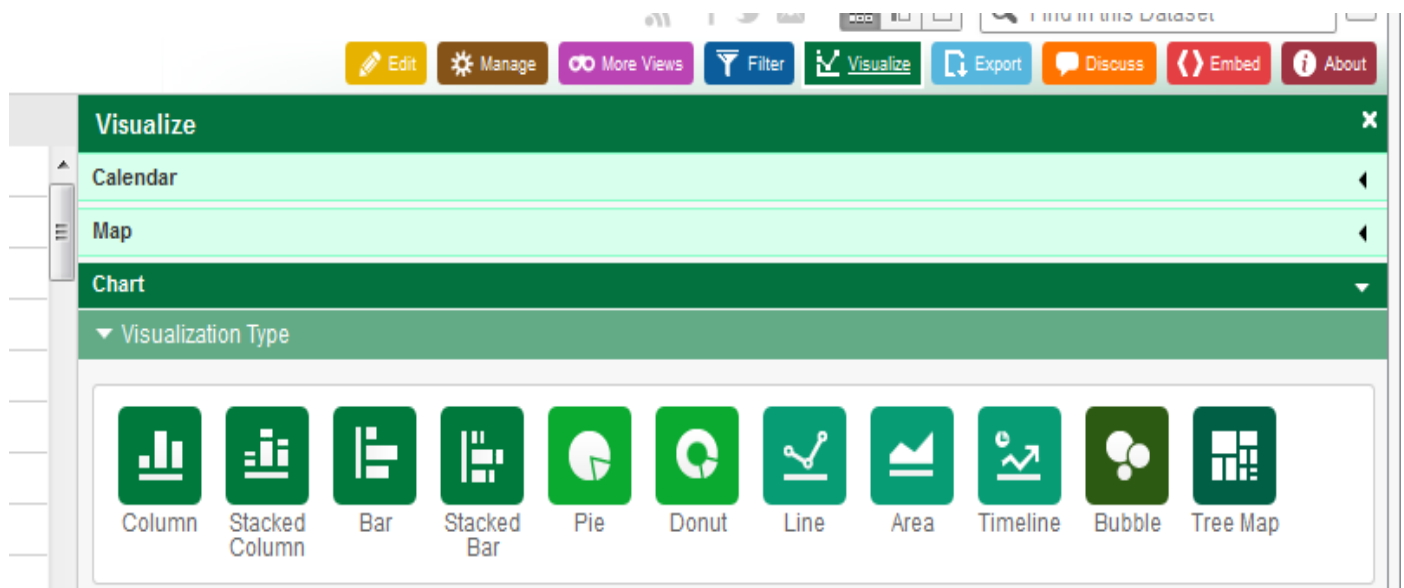 Find in this Dataset
Edit Manage More Views Filter Visualize Export Discuss Embed About
Visualize
Calendar
Map
Chart
Visualization Type
Column Stacked Bar Stacked Pie Donut Line Area Timeline Bubble Tree Map
Column Bar